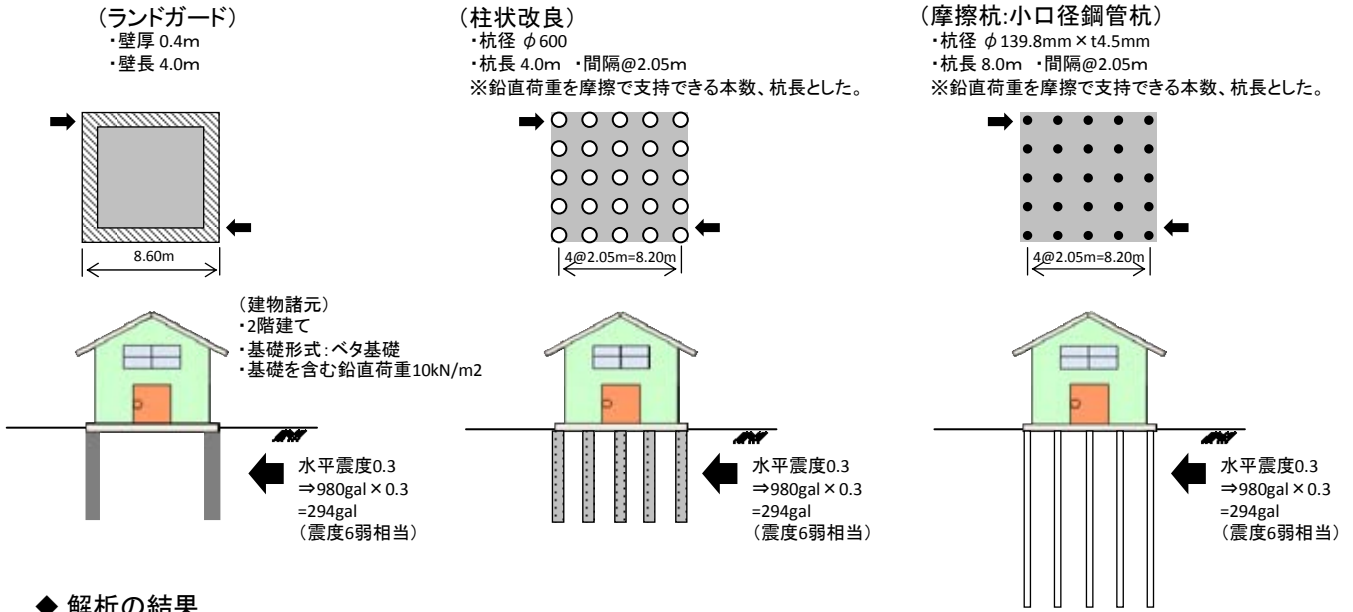 (ランドガード)
・壁厚 0.4m
・壁長 4.0m
8.60m
(建物諸元)
・2階建て
・基礎形式:ベタ基礎
・基礎を含む鉛直荷重10kN/m2
水平震度0.3
⇒980gal×0.3
=294gal
(震度6弱相当)
(柱状改良)
・杭径 φ600
・杭長 4.0m ・間隔@2.05m
※鉛直荷重を摩擦で支持できる本数、杭長とした。
4@2.05m=8.20m
水平震度0.3
⇒980gal×0.3
=294gal
(震度6弱相当)
(摩擦杭:小口径鋼管杭)
・杭径 φ139.8mm×t4.5mm
・杭長 8.0m ・間隔@2.05m
※鉛直荷重を摩擦で支持できる本数、杭長とした。
4@2.05m=8.20m
水平震度0.3
⇒980gal×0.3
=294gal
(震度6弱相当)
◆ 解析の結果